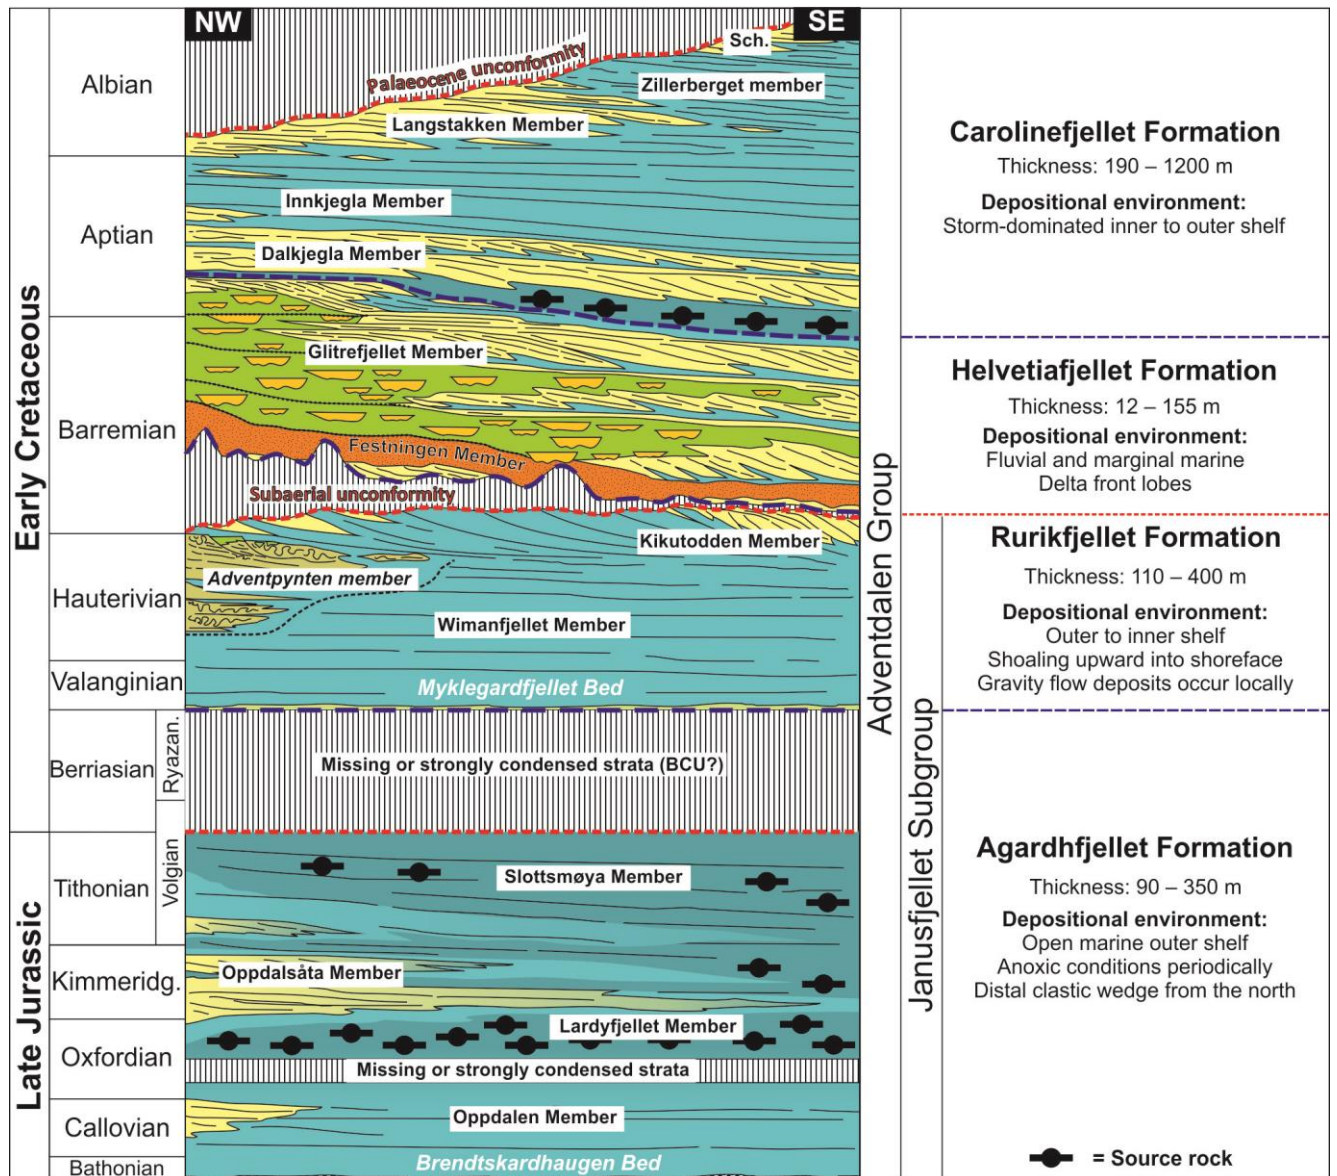 NW
SE
Early Cretaceous
Late Jurassic
Albian
Aptian
Barremian
Hauterivian
Valanginian
Berriasian
Ryazan.
Volgian
Tithonian
Kimmeridg.
Oxfordian
Callovian
Bathonian
Sch.
Palaeocene unconformity
Zillerberget member
Langstakken Member
Innkjegla Member
Dalkjegla Member
Glitrefjellet Member
Festningen Member
Subaerial unconformity
Kikutodden Member
Adventpynten member
Wimanfjellet Member
Myklegardfjellet Bed
Missing or strongly condensed strata (BCU?)
Slottsmøya Member
Oppdalsåta Member
Lardyfjellet Member
Missing or strongly condensed strata
Oppdalen Member
Brendtskardhaugen Bed
Adventdalen Group
Janusfjellet Subgroup
Carolinefjellet Formation
Thickness: 190 – 1200 m
Depositional environment:
Storm-dominated inner to outer shelf
Helvetiafjellet Formation
Thickness: 12 – 155 m
Depositional environment:
Fluvial and marginal marine
Delta front lobes
Rurikfjellet Formation
Thickness: 110 – 400 m
Depositional environment:
Outer to inner shelf
Shoaling upward into shoreface
Gravity flow deposits occur locally
Agardhfjellet Formation
Thickness: 90 – 350 m
Depositional environment:
Open marine outer shelf
Anoxic conditions periodically
Distal clastic wedge from the north
= Source rock